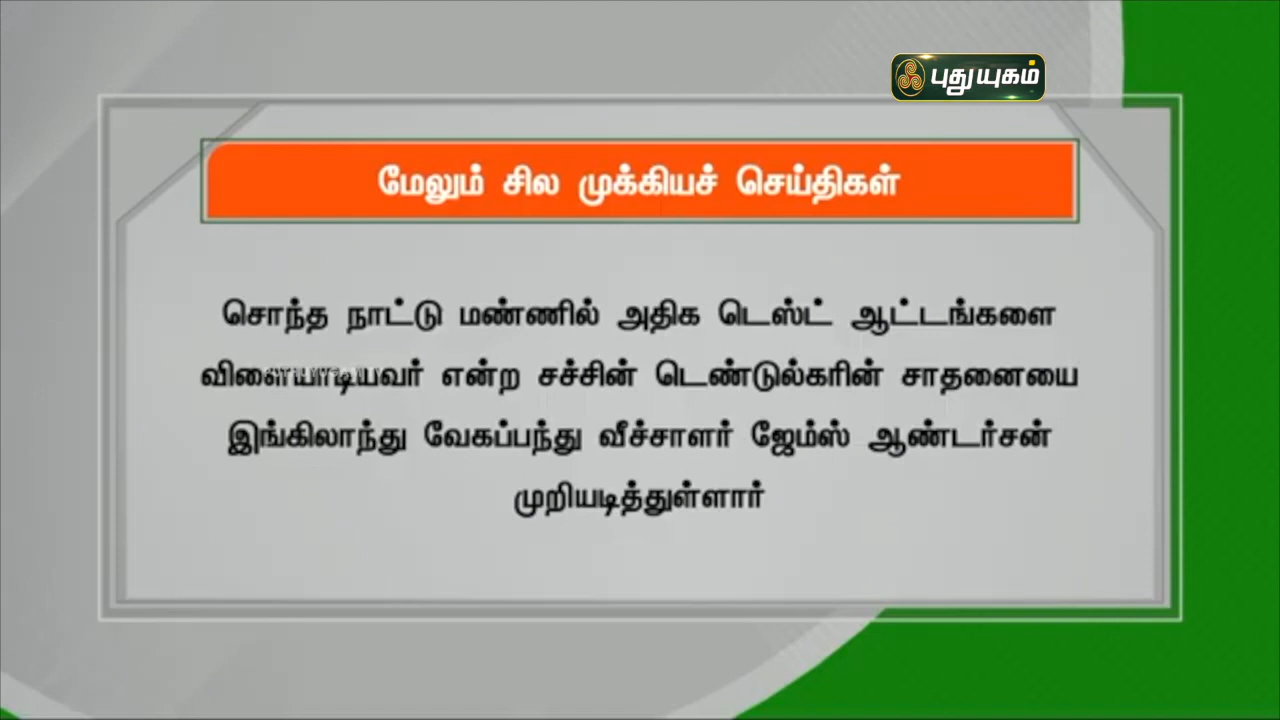 புதுயுகம்
மேலும் சில முக்கியச் செய்திகள்
சொந்த நாட்டு மண்ணில் அதிக டெஸ்ட் ஆட்டங்களை
விளையாடியவர் என்ற சச்சின் டெண்டுல்கரின் சாதனையை
இங்கிலாந்து வேகப்பந்து வீச்சாளர் ஜேம்ஸ் ஆண்டர்சன்
முறியடித்துள்ளார்